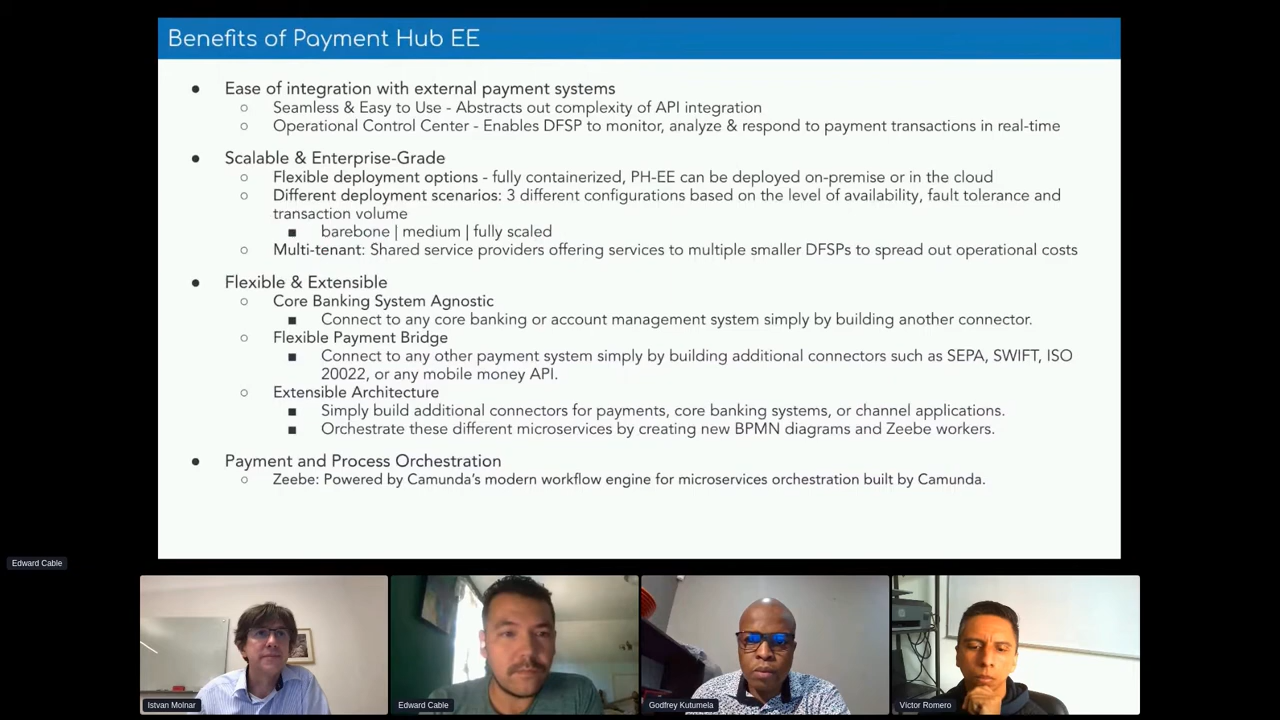 Benefits of Payment Hub EE
● Ease of integration with external payment systems
○ Seamless & Easy to Use - Abstracts out complexity of API integration
○ Operational Control Center - Enables DFSP to monitor, analyze & respond to payment transactions in real-time
● Scalable & Enterprise-Grade
○ Flexible deployment options - fully containerized, PH-EE can be deployed on-premise or in the cloud
○ Different deployment scenarios: 3 different configurations based on the level of availability, fault tolerance and
transaction volume
■ barebone | medium | fully scaled
○ Multi-tenant: Shared service providers offering services to multiple smaller DFSPs to spread out operational costs
● Flexible & Extensible
○ Core Banking System Agnostic
■ Connect to any core banking or account management system simply by building another connector.
○ Flexible Payment Bridge
■ Connect to any other payment system simply by building additional connectors such as SEPA, SWIFT, ISO
20022, or any mobile money API.
○ Extensible Architecture
■ Simply build additional connectors for payments, core banking systems, or channel applications.
■ Orchestrate these different microservices by creating new BPMN diagrams and Zeebe workers.
● Payment and Process Orchestration
○ Zeebe: Powered by Camunda's modern workflow engine for microservices orchestration built by Camunda.
Edward Cable
Istvan Molnar
Edward Cable
Godfrey Kutumela
Victor Romero